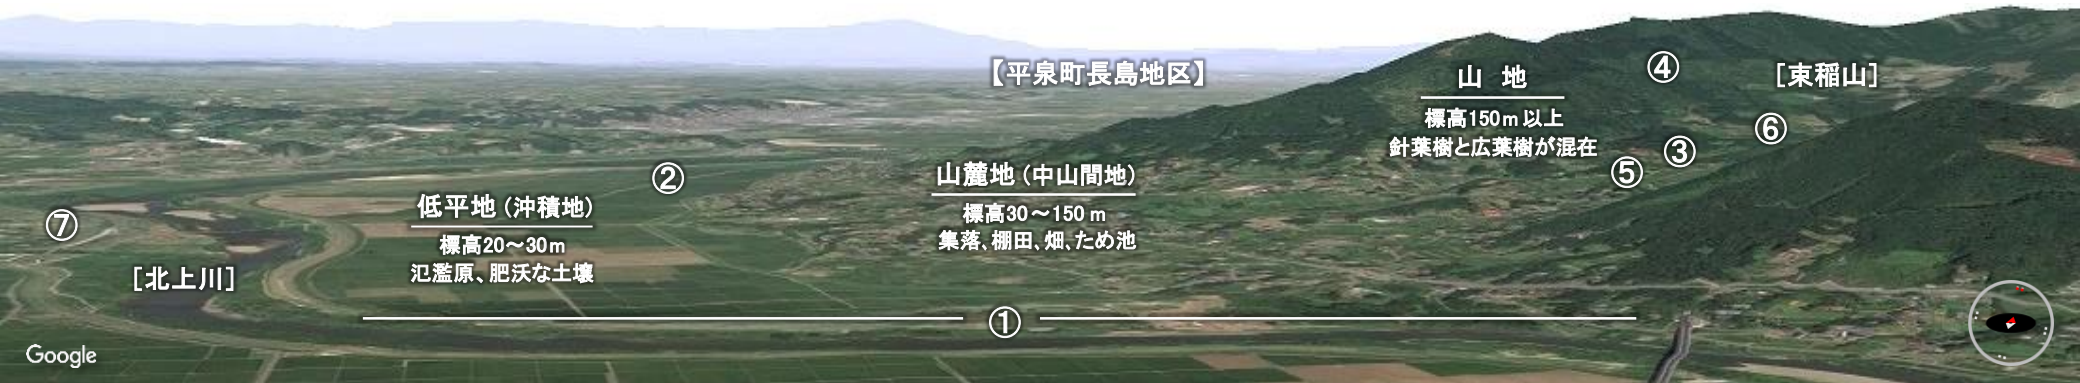 【平泉町長島地区】
山 地
標高150m以上
針葉樹と広葉樹が混在
④
［束稲山］
⑥
③
⑤
②
山麓地（中山間地）
標高30～150m
集落、棚田、畑、ため池
低平地（沖積地）
標高20～30m
氾濫原、肥沃な土壌
⑦
［北上川］
①
Google